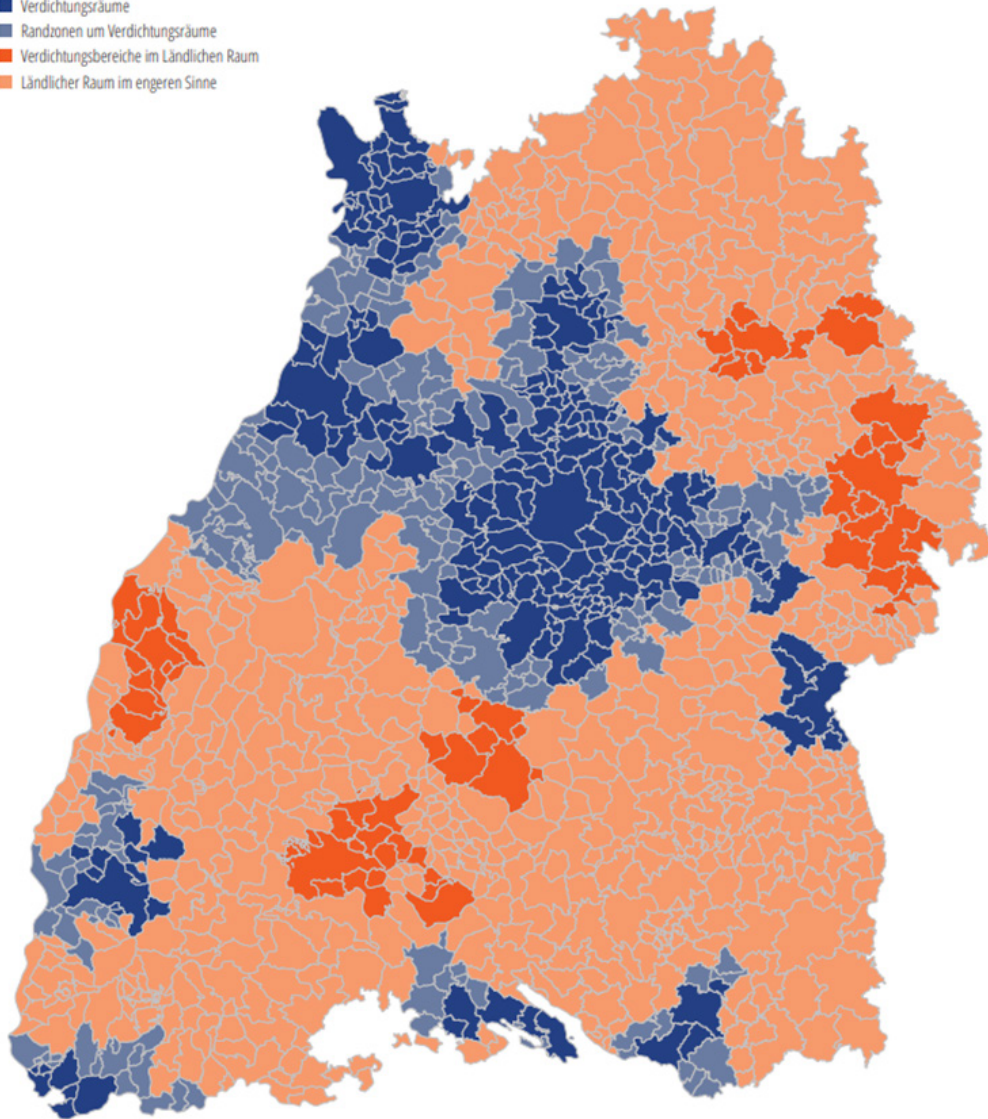 Verdichtungsräume
Randzonen um Verdichtungsräume
Verdichtungsbereiche im Ländlichen Raum
Ländlicher Raum im engeren Sinne